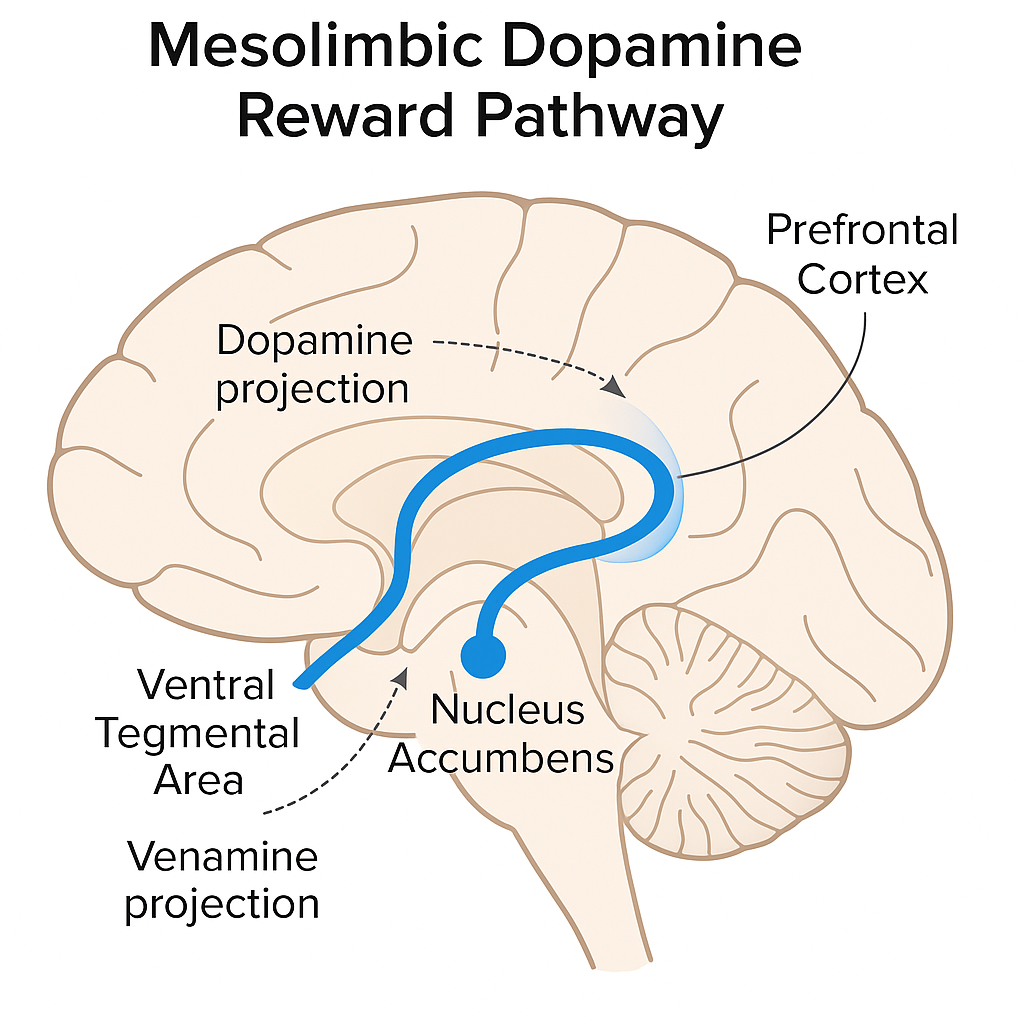 Mesolimbic Dopamine
Reward Pathway
Prefrontal
Cortex
Dopamine
projection
Ventral
Tegmental
Area
Nucleus
Accumbens
Venamine
projection